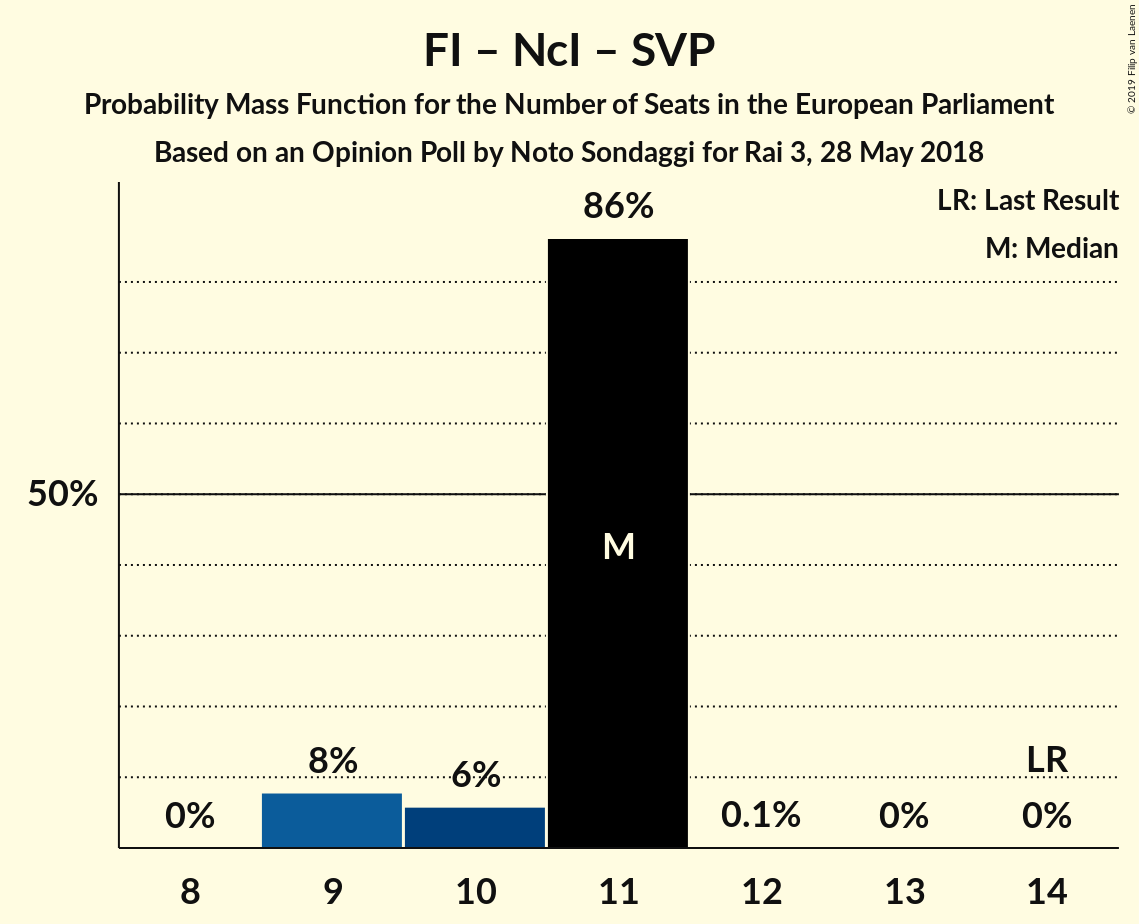 FI – NcI – SVP
Probability Mass Function for the Number of Seats in the European Parliament
Based on an Opinion Poll by Noto Sondaggi for Rai 3, 28 May 2018
© 2019 Filip van Laenen
LR: Last Result
M: Median
86%
50%
M
8%
6%
LR
0%
0.1%
0%
0%
8 9 10 11 12 13 14